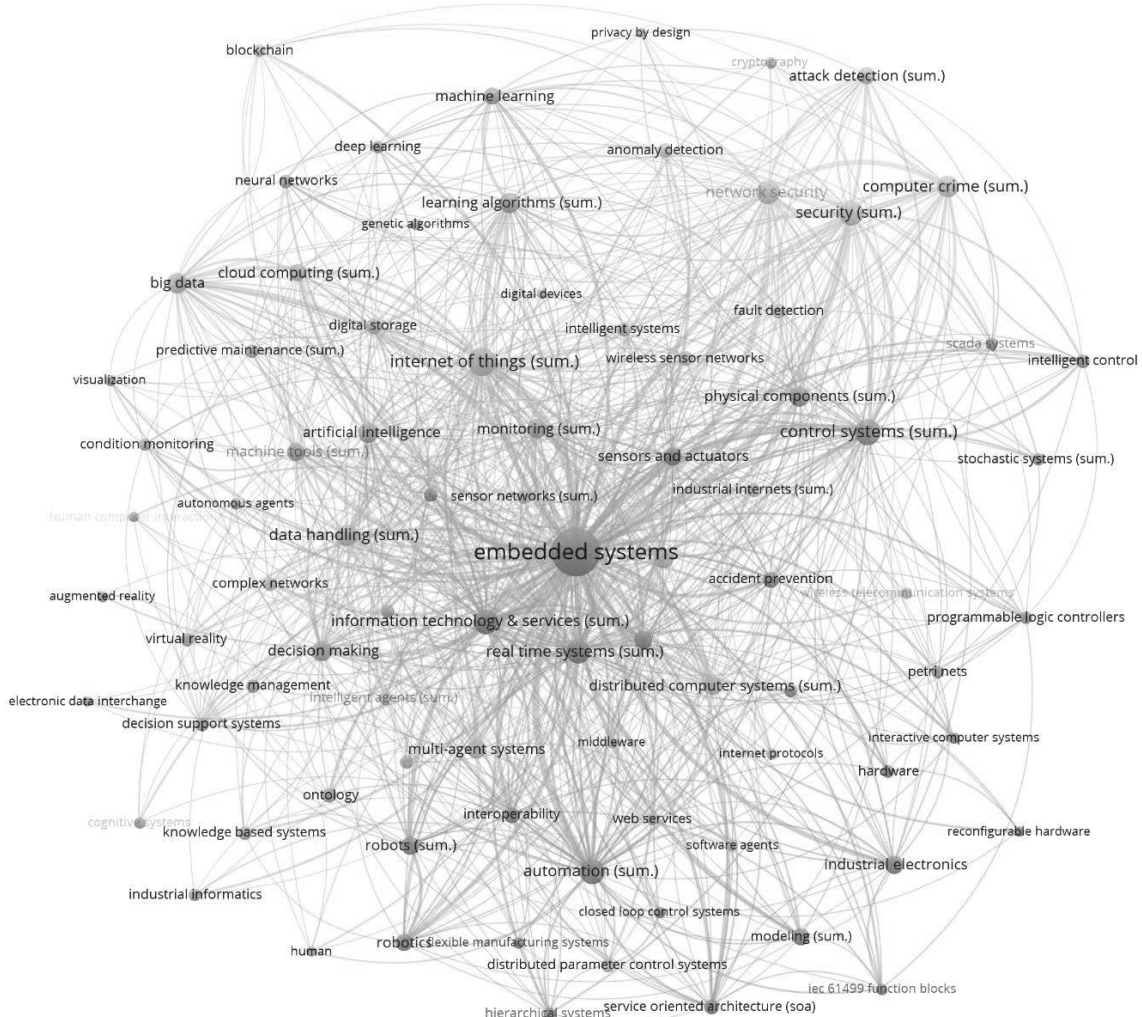 privacy by design
blockchain
cryptography
attack detection (sum.)
machine learning
deep learning
anomaly detection
neural networks
network security
computer crime (sum.)
learning algorithms (sum.)
security (sum.)
genetic algorithms
big data
cloud computing (sum.)
digital devices
fault detection
digital storage
intelligent systems
scada systems
predictive maintenance (sum.)
internet of things (sum.)
wireless sensor networks
intelligent control
visualization
physical components (sum.)
artificial intelligence
monitoring (sum.)
control systems (sum.)
condition monitoring
machine tools (sum.)
sensors and actuators
stochastic systems (sum.)
sensor networks (sum.)
industrial internets (sum.)
autonomous agents
human computer interaction
data handling (sum.)
embedded systems
complex networks
accident prevention
wireless telecommunication systems
augmented reality
programmable logic controllers
information technology & services (sum.)
virtual reality
decision making
real time systems (sum.)
petri nets
knowledge management
distributed computer systems (sum.)
electronic data interchange
intelligent agents (sum.)
decision support systems
interactive computer systems
multi-agent systems
middleware
internet protocols
hardware
ontology
interoperability
web services
cognitive systems
knowledge based systems
robots (sum.)
software agents
reconfigurable hardware
automation (sum.)
industrial electronics
industrial informatics
closed loop control systems
human
robotics
flexible manufacturing systems
modeling (sum.)
distributed parameter control systems
iec 61499 function blocks
hierarchical systems
service oriented architecture (soa)